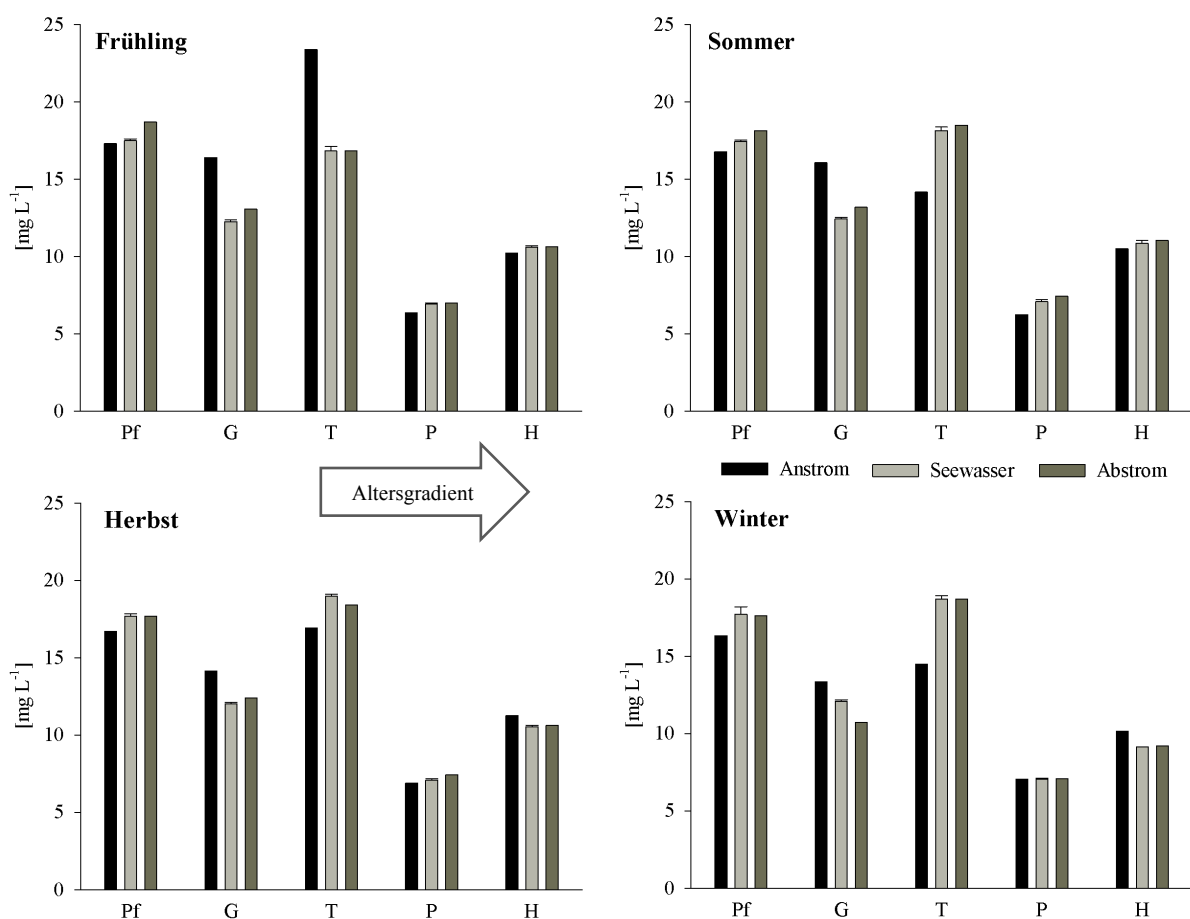 Frühling
25
20
15
10
5
0
[mg L-1]
Pf G T P H
Sommer
25
20
15
10
5
0
[mg L-1]
Pf G T P H
Anstrom Seewasser Abstrom
Altersgradient
Herbst
25
20
15
10
5
0
[mg L-1]
Pf G T P H
Winter
25
20
15
10
5
0
[mg L-1]
Pf G T P H